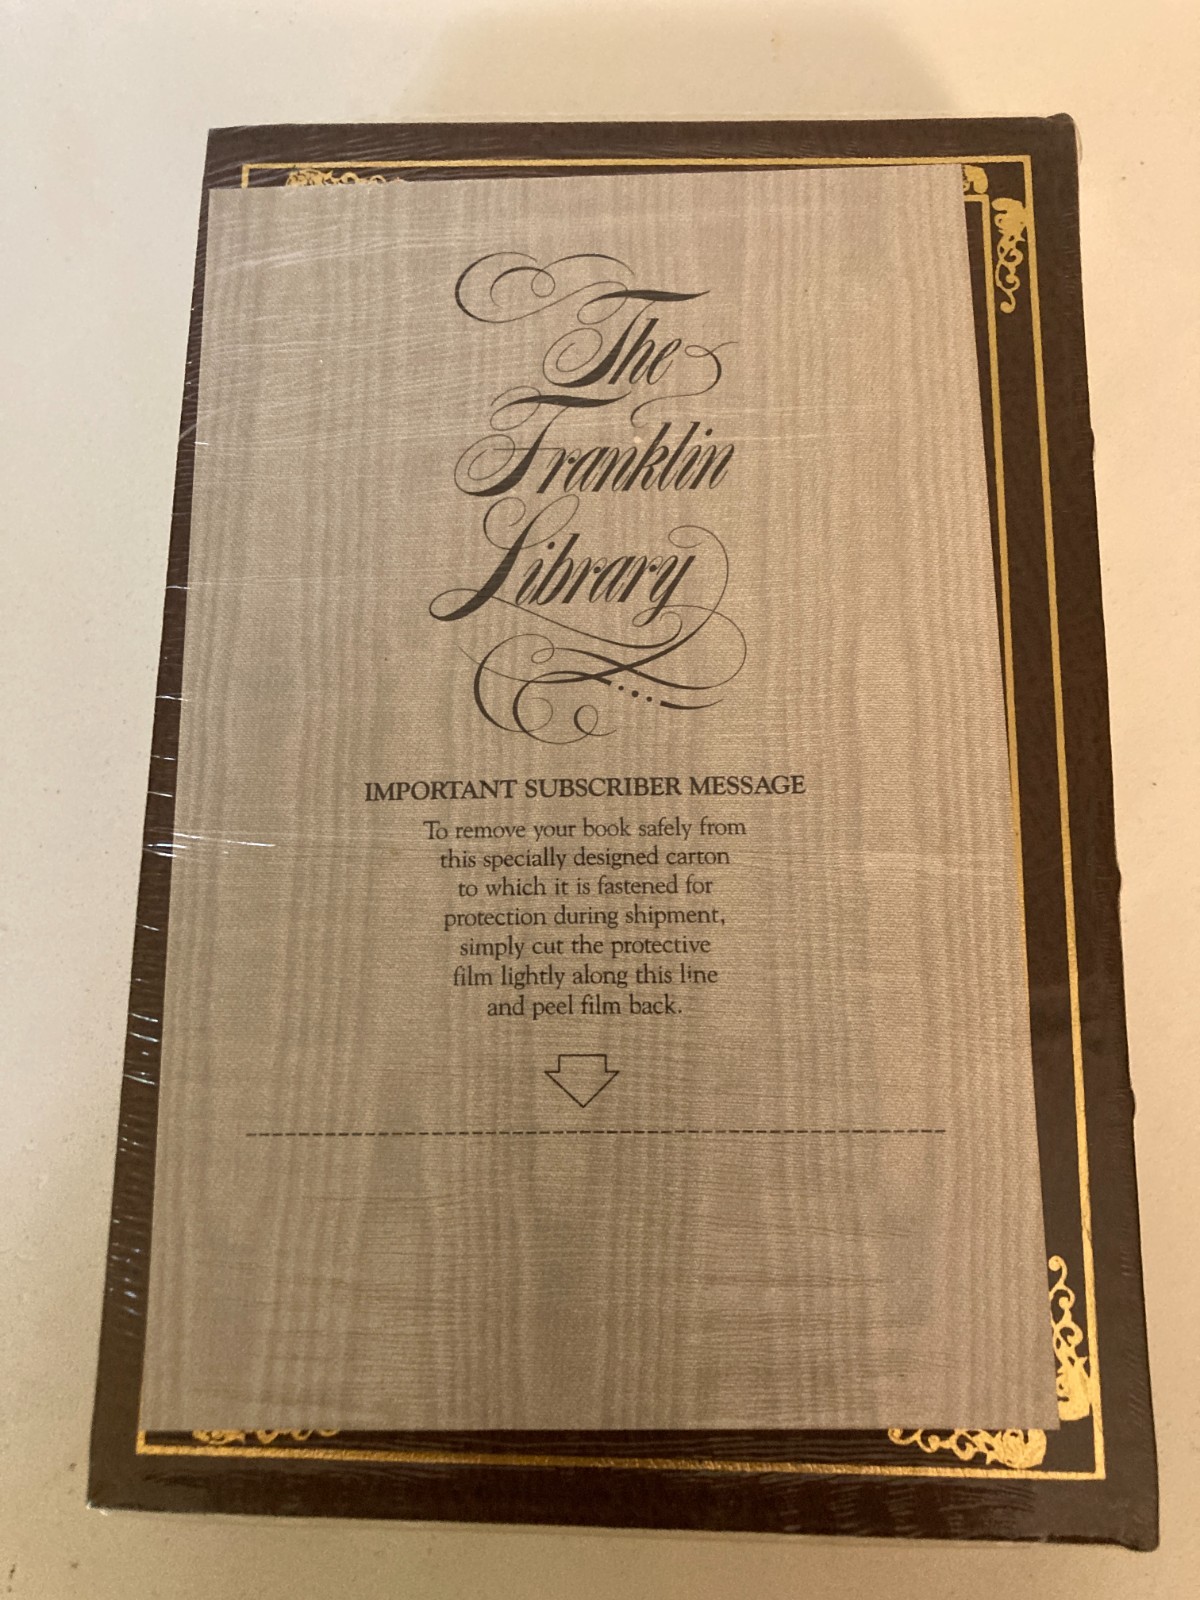 The
Franklin
Library
IMPORTANT SUBSCRIBER MESSAGE
To remove your book safely from
this specially designed carton
to which it is fastened for
protection during shipment,
simply cut the protective
film lightly along this line
and peel film back.